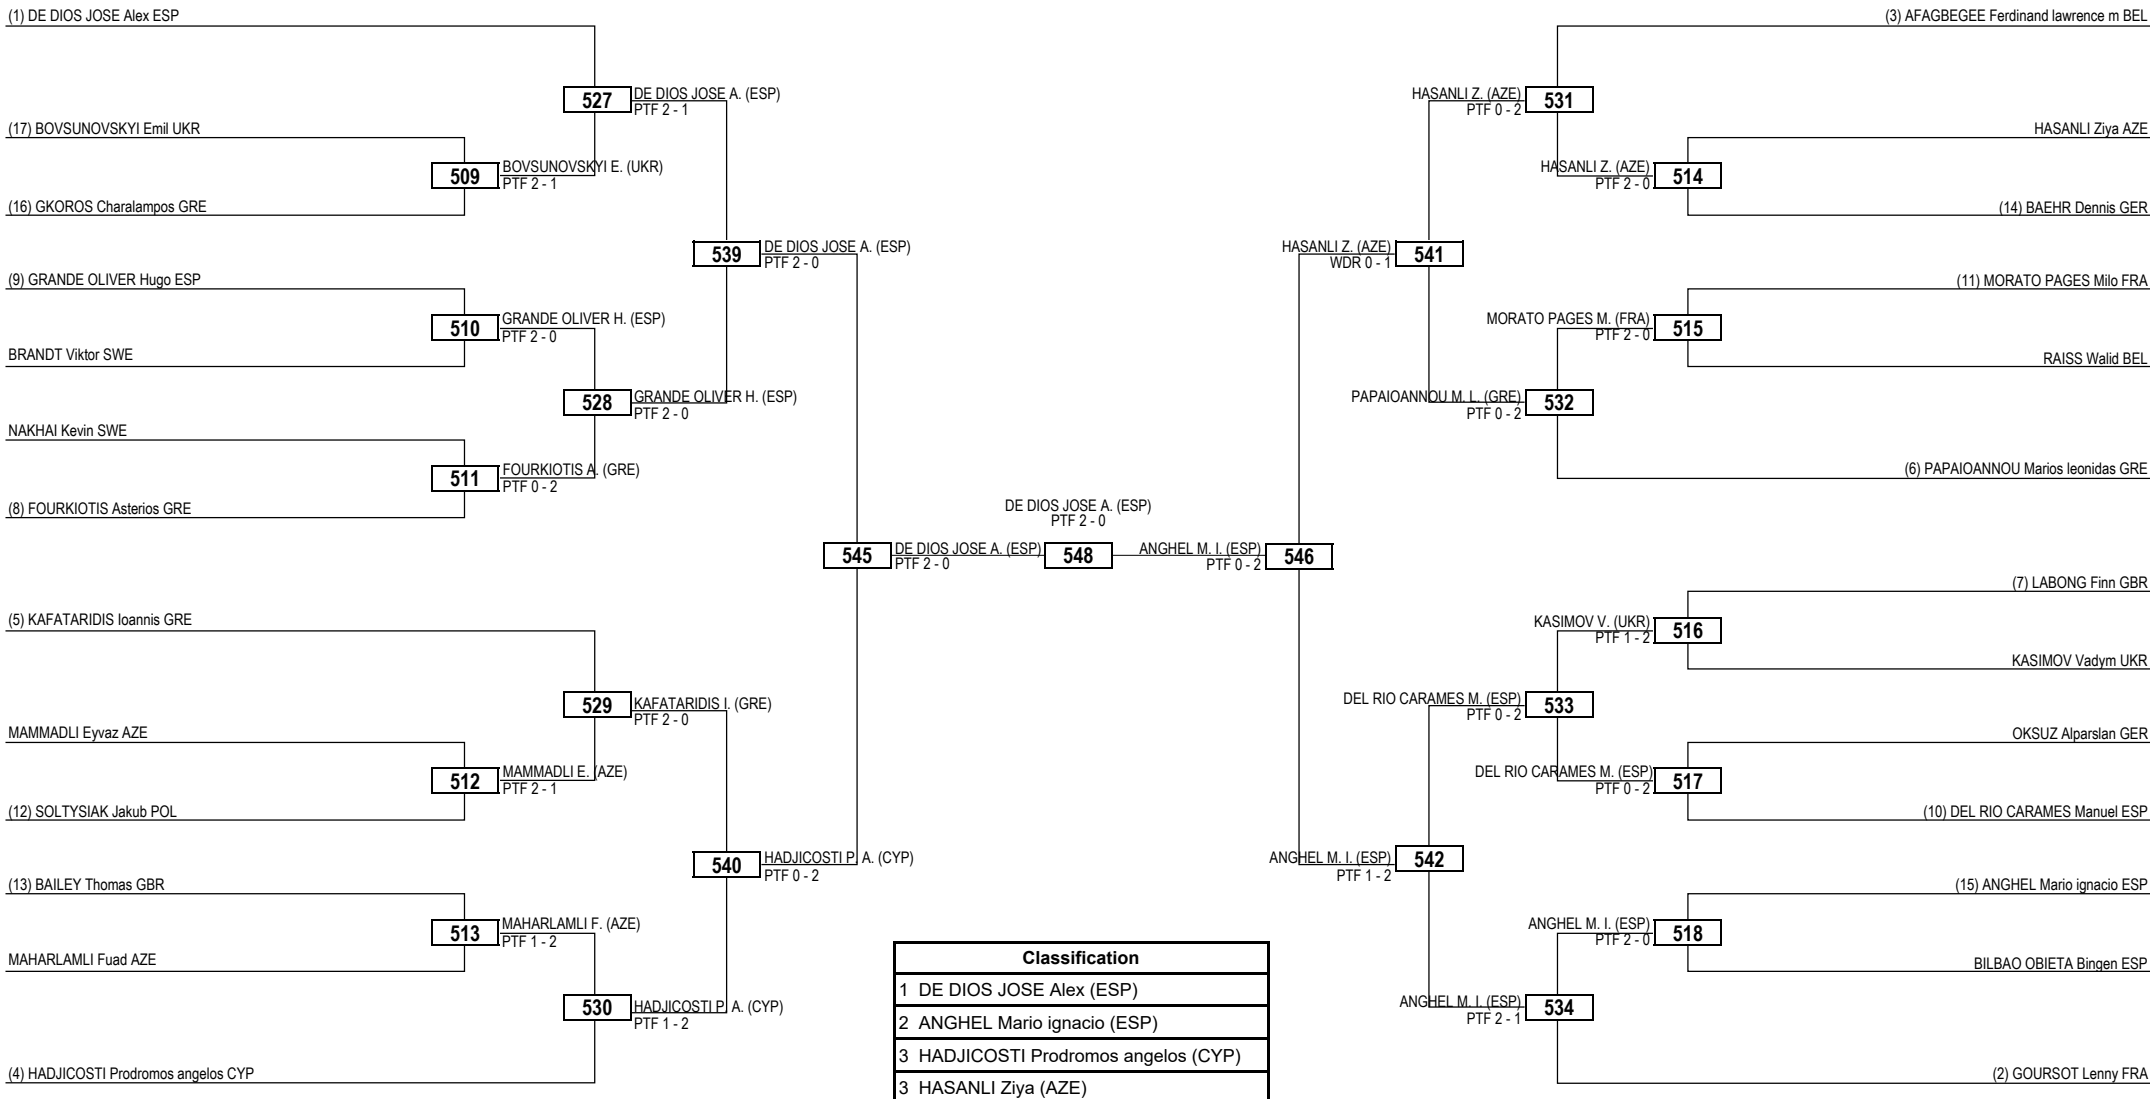 (1) DE DIOS JOSE Alex ESP
(17) BOVSUNOVSKYI Emil UKR
(16) GKOROS Charalampos GRE
(9) GRANDE OLIVER Hugo ESP
BRANDT Viktor SWE
NAKHAI Kevin SWE
(8) FOURKIOTIS Asterios GRE
(5) KAFATARIDIS Ioannis GRE
MAMMADLI Eyvaz AZE
(12) SOLTYSIAK Jakub POL
(13) BAILEY Thomas GBR
MAHARLAMLI Fuad AZE
(4) HADJICOSTI Prodromos angelos CYP
509
BOVSUNOVSKYI E. (UKR)
PTF 2 - 1
510
GRANDE OLIVER H. (ESP)
PTF 2 - 0
511
FOURKIOTIS A. (GRE)
PTF 0 - 2
512
MAMMADLI E. (AZE)
PTF 2 - 1
513
MAHARLAMLI F. (AZE)
PTF 1 - 2
527
DE DIOS JOSE A. (ESP)
PTF 2 - 1
528
GRANDE OLIVER H. (ESP)
PTF 2 - 0
529
KAFATARIDIS I. (GRE)
PTF 2 - 0
530
HADJICOSTI P. A. (CYP)
PTF 1 - 2
539
DE DIOS JOSE A. (ESP)
PTF 2 - 0
540
HADJICOSTI P. A. (CYP)
PTF 0 - 2
545
DE DIOS JOSE A. (ESP)
PTF 2 - 0
DE DIOS JOSE A. (ESP)
PTF 2 - 0
548
ANGHEL M. I. (ESP)
PTF 0 - 2
546
HASANLI Z. (AZE)
WDR 0 - 1
541
ANGHEL M. I. (ESP)
PTF 1 - 2
542
HASANLI Z. (AZE)
PTF 0 - 2
531
PAPAIOANNOU M. L. (GRE)
PTF 0 - 2
532
DEL RIO CARAMES M. (ESP)
PTF 0 - 2
533
ANGHEL M. I. (ESP)
PTF 2 - 1
534
HASANLI Z. (AZE)
PTF 2 - 0
514
MORATO PAGES M. (FRA)
PTF 2 - 0
515
KASIMOV V. (UKR)
PTF 1 - 2
516
DEL RIO CARAMES M. (ESP)
PTF 0 - 2
517
ANGHEL M. I. (ESP)
PTF 2 - 0
518
(3) AFAGBEGEE Ferdinand lawrence m BEL
HASANLI Ziya AZE
(14) BAEHR Dennis GER
(11) MORATO PAGES Milo FRA
RAISS Walid BEL
(6) PAPAIOANNOU Marios leonidas GRE
(7) LABONG Finn GBR
KASIMOV Vadym UKR
OKSUZ Alparslan GER
(10) DEL RIO CARAMES Manuel ESP
(15) ANGHEL Mario ignacio ESP
BILBAO OBIETA Bingen ESP
(2) GOURSOT Lenny FRA
Classification
1 DE DIOS JOSE Alex (ESP)
2 ANGHEL Mario ignacio (ESP)
3 HADJICOSTI Prodromos angelos (CYP)
3 HASANLI Ziya (AZE)